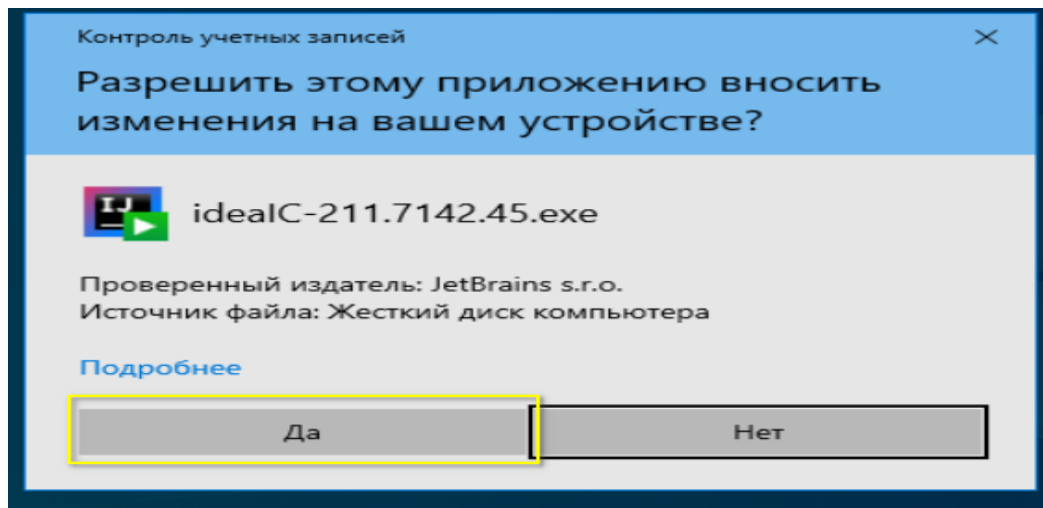 Контроль учетных записей
Разрешить этому приложению вносить
изменения на вашем устройстве?
IJ
ideaIC-211.7142.45.exe
Проверенный издатель: JetBrains s.r.o.
Источник файла: Жесткий диск компьютера
Подробнее
Да
Нет